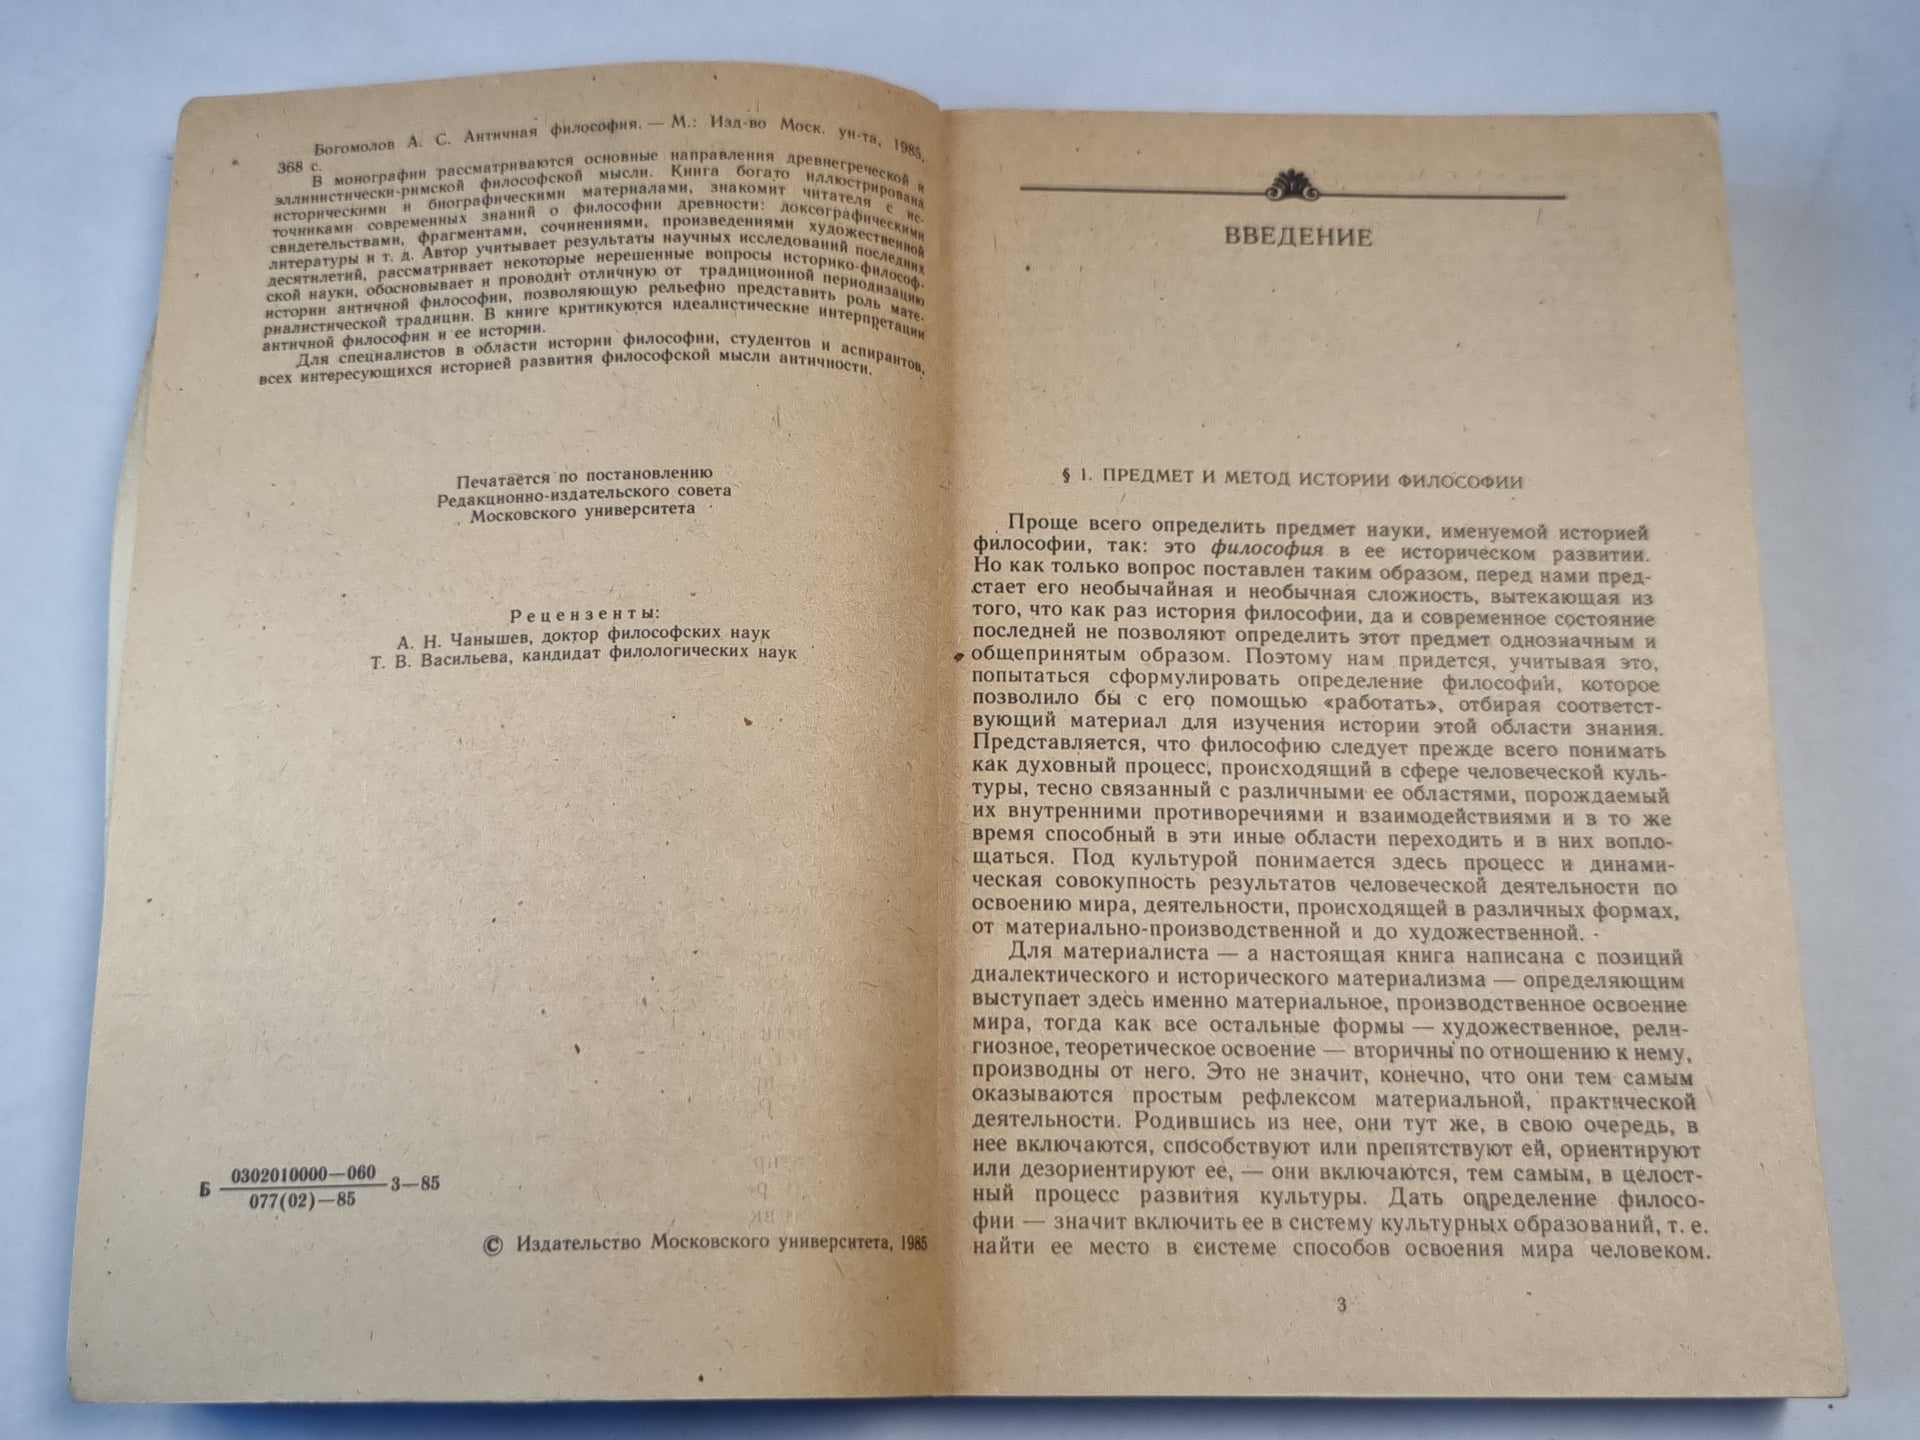 Богомолов А. С. Античная философия. — М.: Изд-во Моск. ун-та, 1985,
368 с.
В монографии рассматриваются основные направления древнегреческой и
эллинистически-римской философской мысли. Книга богато иллюстрирована
историческими и биографическими материалами, знакомит читателя с ис-
точниками современных знаний о философии древности: доксографическими
свидетельствами, фрагментами, сочинениями, произведениями художественной
литературы и т. д. Автор учитывает результаты научных исследований последних
десятилетий, рассматривает некоторые нерешенные вопросы историко-философ-
ской науки, обосновывает и проводит отличную от традиционной периодизацию
истории античной философии, позволяющую рельефно представить роль мате-
риалистической традиции. В книге критикуются идеалистические интерпретации
античной философии и ее истории.
Для специалистов в области истории философии, студентов и аспирантов,
всех интересующихся историей развития философской мысли античности.
Печатается по постановлению
Редакционно-издательского совета
Московского университета
Рецензенты:
А. Н. Чанышев, доктор философских наук
Т. В. Васильева, кандидат филологических наук
Б 0302010000—060 3—85
077(02)—85
© Издательство Московского университета, 1985
ВВЕДЕНИЕ
§ 1. ПРЕДМЕТ И МЕТОД ИСТОРИИ ФИЛОСОФИИ
Проще всего определить предмет науки, именуемой историей
философии, так: это философия в ее историческом развитии.
Но как только вопрос поставлен таким образом, перед нами пред-
стает его необычайная и необычная сложность, вытекающая из
того, что как раз история философии, да и современное состояние
последней не позволяют определить этот предмет однозначным и
общепринятым образом. Поэтому нам придется, учитывая это,
попытаться сформулировать определение философии, которое
позволило бы с его помощью «работать», отбирая соответст-
вующий материал для изучения истории этой области знания.
Представляется, что философию следует прежде всего понимать
как духовный процесс, происходящий в сфере человеческой куль-
туры, тесно связанный с различными ее областями, порождаемый
их внутренними противоречиями и взаимодействиями и в то же
время способный в эти иные области переходить и в них вопло-
щаться. Под культурой понимается здесь процесс и динами-
ческая совокупность результатов человеческой деятельности по
освоению мира, деятельности, происходящей в различных формах,
от материально-производственной и до художественной.
Для материалиста — а настоящая книга написана с позиций
диалектического и исторического материализма — определяющим
выступает здесь именно материальное, производственное освоение
мира, тогда как все остальные формы — художественное, рели-
гиозное, теоретическое освоение — вторичны по отношению к нему,
производны от него. Это не значит, конечно, что они тем самым
оказываются простым рефлексом материальной, практической
деятельности. Родившись из нее, они тут же, в свою очередь, в
нее включаются, способствуют или препятствуют ей, ориентируют
или дезориентируют ее, — они включаются, тем самым, в целост-
ный процесс развития культуры. Дать определение филосо-
фии — значит включить ее в систему культурных образований, т. е.
найти ее место в системе способов освоения мира человеком.
3